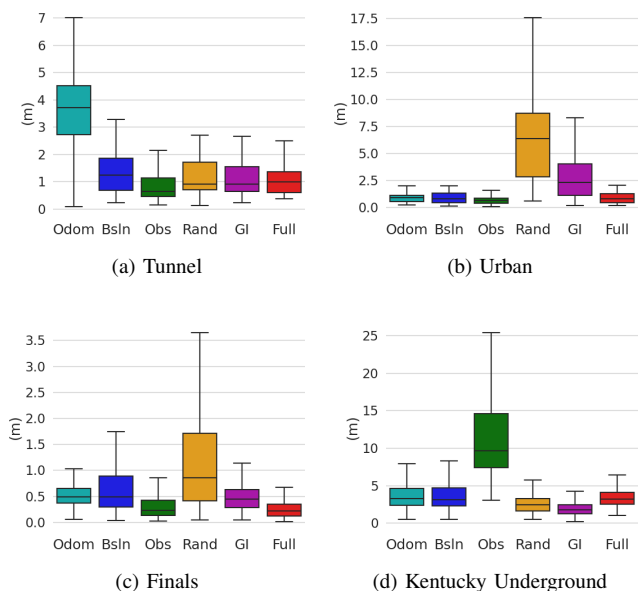 7
6
5
4
3
2
1
0
(m)
Odom Bsln Obs Rand GI Full
(a) Tunnel
17.5
15.0
12.5
10.0
7.5
5.0
2.5
0.0
(m)
Odom Bsln Obs Rand GI Full
(b) Urban
3.5
3.0
2.5
2.0
1.5
1.0
0.5
0.0
(m)
Odom Bsln Obs Rand GI Full
(c) Finals
25
20
15
10
5
0
(m)
Odom Bsln Obs Rand GI Full
(d) Kentucky Underground